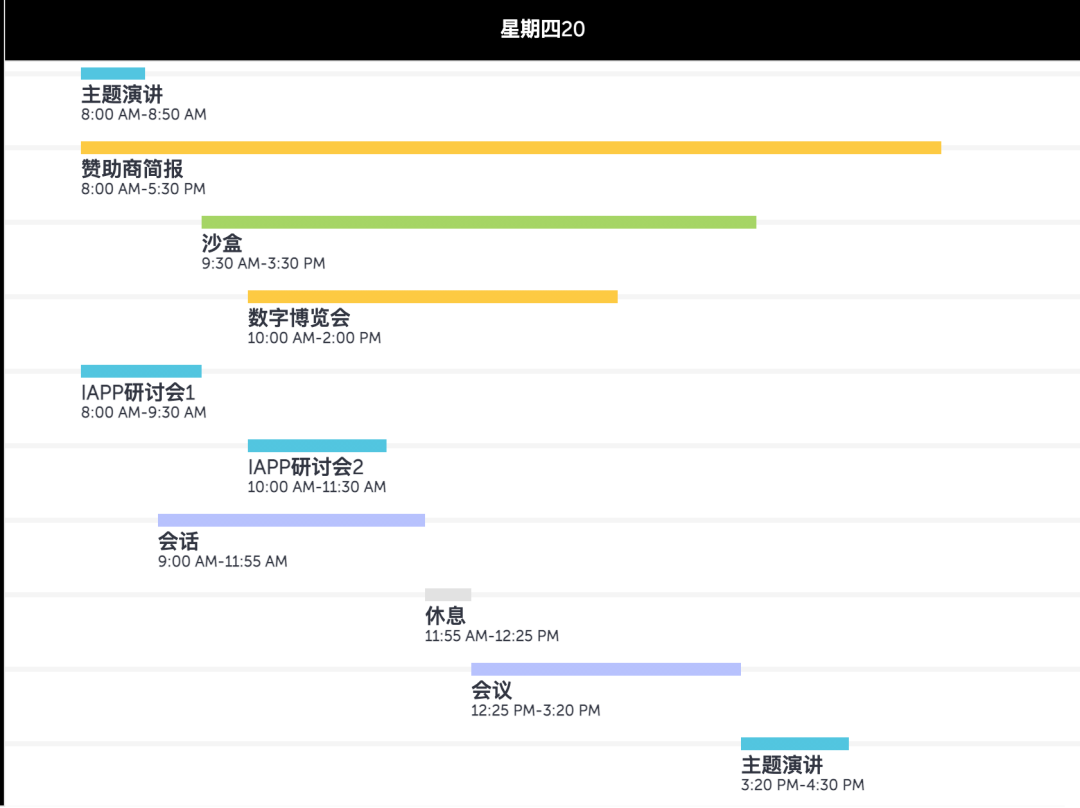 星期四20
主题演讲
8:00 AM-8:50 AM
赞助商简报
8:00 AM-5:30 PM
沙盒
9:30 AM-3:30 PM
数字博览会
10:00 AM-2:00 PM
IAPP研讨会1
8:00 AM-9:30 AM
IAPP研讨会2
10:00 AM-11:30 AM
会话
9:00 AM-11:55 AM
休息
11:55 AM-12:25 PM
会议
12:25 PM-3:20 PM
主题演讲
3:20 PM-4:30 PM